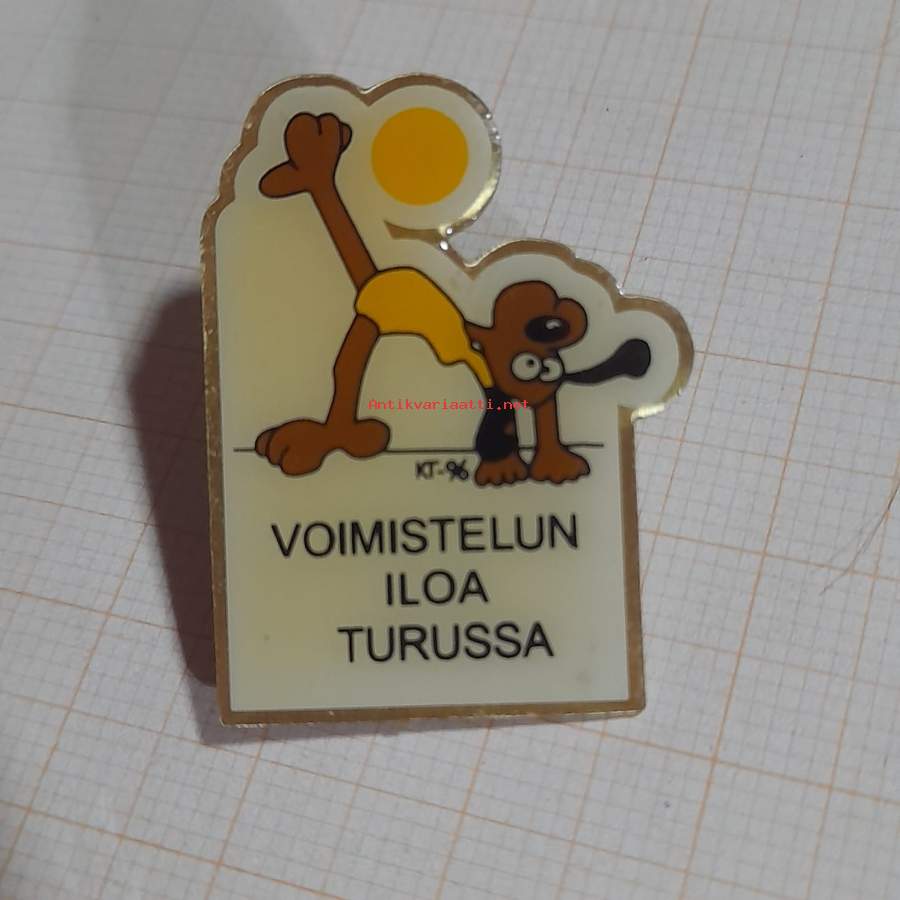 Antikvariaatti.net
KT-96
VOIMISTELUN
ILOA
TURUSSA